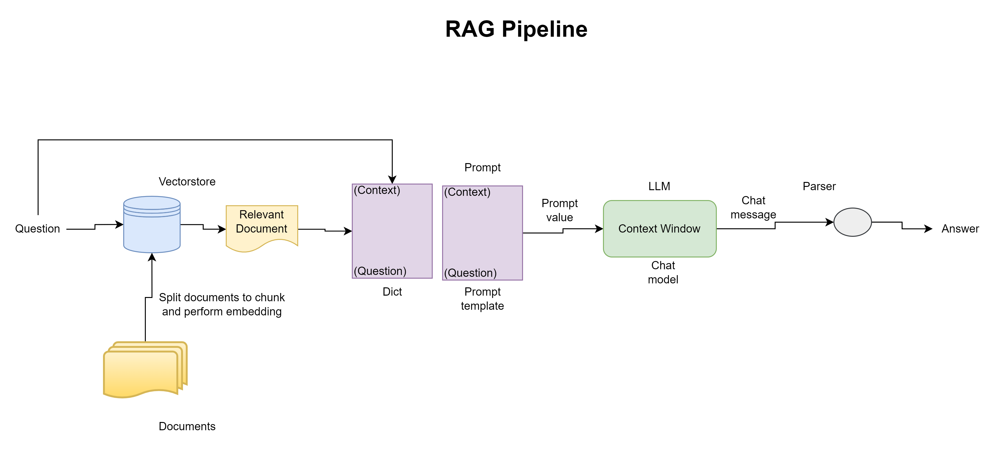 RAG Pipeline
Question
Vectorstore
Relevant
Document
Split documents to chunk
and perform embedding
Documents
(Context)
(Question)
Dict
Prompt
(Context)
(Question)
Prompt
template
Prompt
value
LLM
Context Window
Chat
model
Chat
message
Parser
Answer